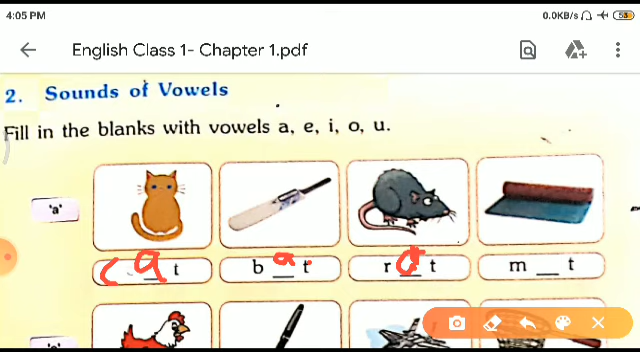 4:05 PM 0.0KB/s 53
English Class 1- Chapter 1.pdf
2. Sounds of Vowels
Fill in the blanks with vowels a, e, i, o, u.
'a'
c a t b a t r a t m __ t